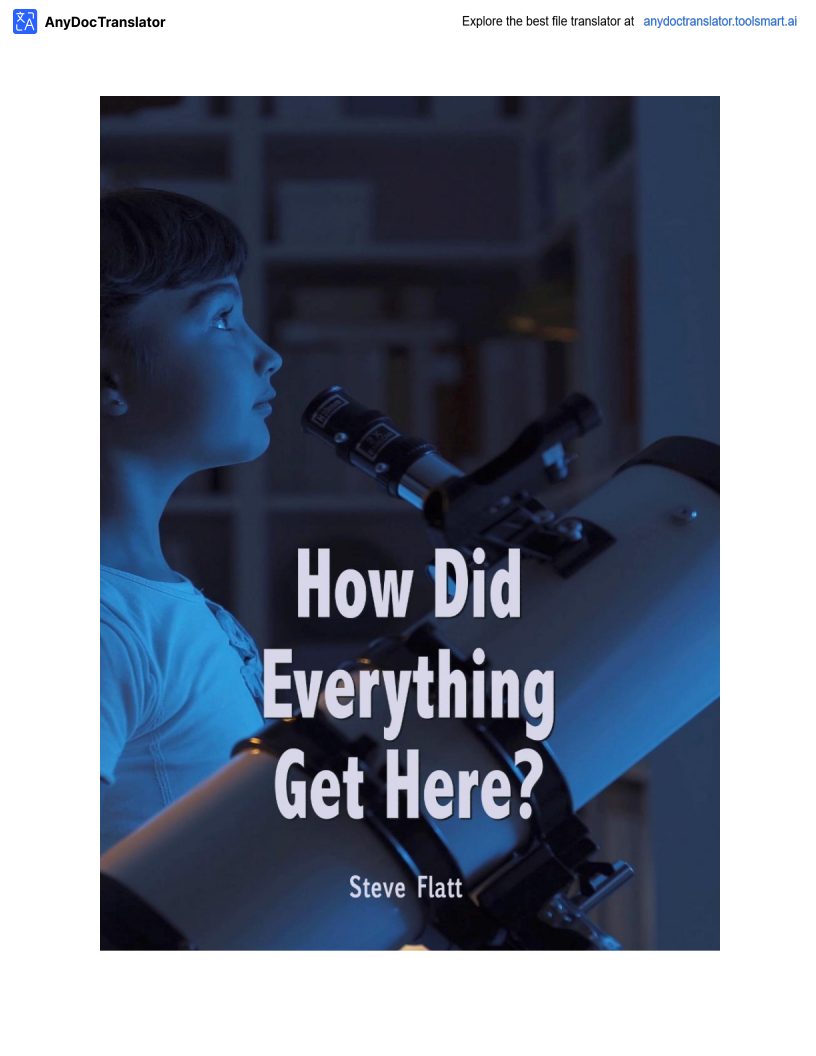 AnyDocTranslator
Explore the best file translator at anydoctranslator.toolsmart.ai
How Did
Everything
Get Here?
Steve Flatt